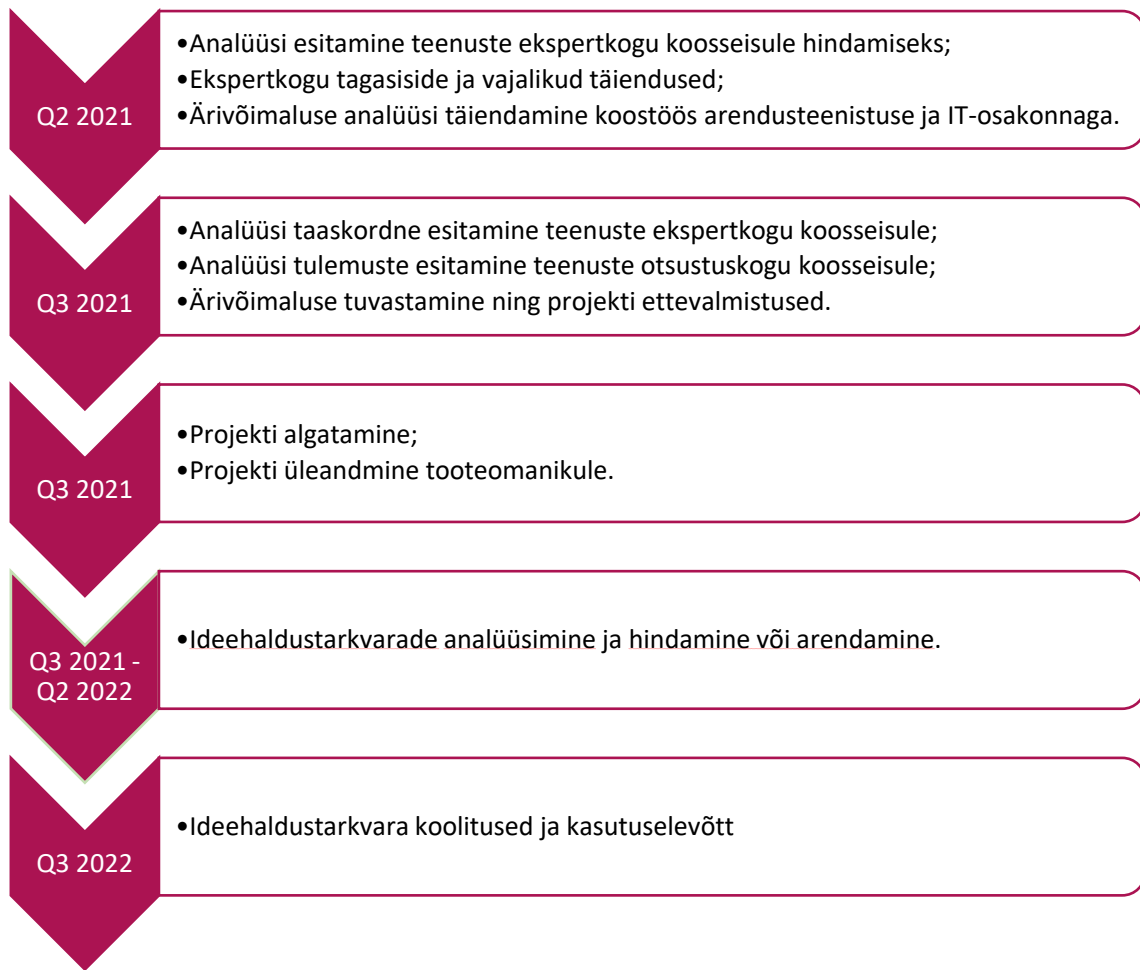 Q2 2021
•Analüüsi esitamine teenuste ekspertkogu koosseisule hindamiseks;
•Ekspertkogu tagasiside ja vajalikud täiendused;
•Ärivõimaluse analüüsi täiendamine koostöös arendusteenistuse ja IT-osakonnaga.
Q3 2021
•Analüüsi taaskordne esitamine teenuste ekspertkogu koosseisule;
•Analüüsi tulemuste esitamine teenuste otsustuskogu koosseisule;
•Ärivõimaluse tuvastamine ning projekti ettevalmistused.
Q3 2021
•Projekti algatamine;
•Projekti üleandmine tooteomanikule.
Q3 2021 -
Q2 2022
•Ideehaldustarkvarade analüüsimine ja hindamine või arendamine.
Q3 2022
•Ideehaldustarkvara koolitused ja kasutuselevõtt